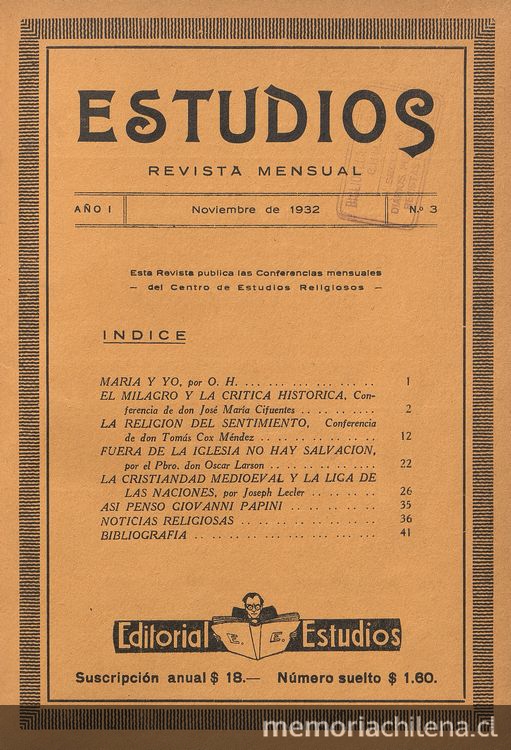 ESTUDIOS
REVISTA MENSUAL
AÑO I Noviembre de 1932 N.º 3
Esta Revista publica las Conferencias mensuales
— del Centro de Estudios Religiosos —
INDICE
MARIA Y YO, por O. H. ... ... ... ... ... .. 1
EL MILAGRO Y LA CRITICA HISTORICA, Con-
ferencia de don José María Cifuentes .. .. .. .... 2
LA RELIGION DEL SENTIMIENTO, Conferencia
de don Tomás Cox Méndez .. .. .. .. .. .. .. 12
FUERA DE LA IGLESIA NO HAY SALVACION,
por el Pbro. don Oscar Larson .. .. .. .. .. .. 22
LA CRISTIANDAD MEDIOEVAL Y LA LIGA DE
LAS NACIONES, por Joseph Lecler .. .. .. .. 26
ASI PENSO GIOVANNI PAPINI .. .. .. .. .. 35
NOTICIAS RELIGIOSAS .. .. .. .. ... ... ... 36
BIBLIOGRAFIA .. .. .. .. ... ... ... ... ... 41
Editorial E. E. Estudios
Suscripción anual $ 18.— Número suelto $ 1.60.
memoriachilena.cl